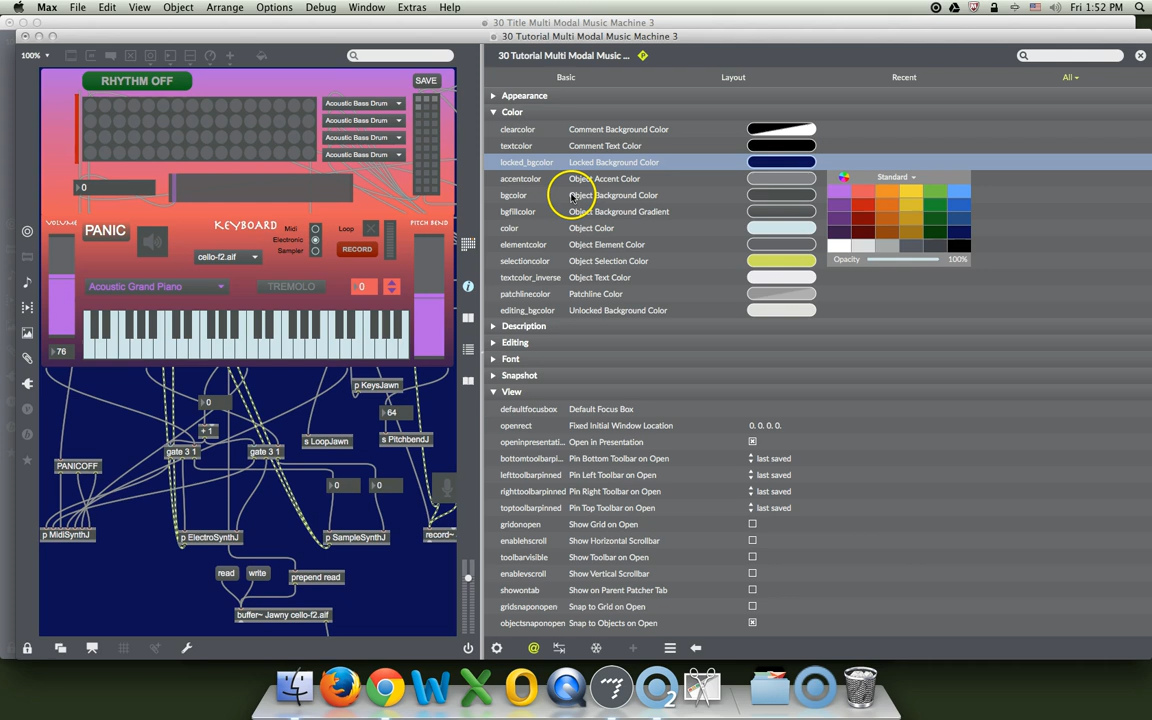 Max File Edit View Object Arrange Options Debug Window Extras Help Fri 1:52 PM
30 Title Multi Modal Music Machine 3
30 Tutorial Multi Modal Music Machine 3
100%
30 Tutorial Multi Modal Music ...
RHYTHM OFF
SAVE
Basic Layout Recent All
Acoustic Bass Drum
Acoustic Bass Drum
Acoustic Bass Drum
Acoustic Bass Drum
0
VOLUME
PANIC
KEYBOARD
Midi
Electronic
Sampler
Loop
PITCH BEND
RECORD
cello-f2.aif
Acoustic Grand Piano
TREMOLO
0
76
p KeysJawn
0
64
+ 1
gate 3 1
gate 3 1
s LoopJawn
s PitchbendJ
PANICOFF
0
0
p MidiSynthJ
p ElectroSynthJ
p SampleSynthJ
record~
read
write
prepend read
buffer~ Jawny cello-f2.aif
Appearance
Color
clearcolor Comment Background Color
textcolor Comment Text Color
locked_bgcolor Locked Background Color
accentcolor Object Accent Color
bgcolor Object Background Color
bgfillcolor Object Background Gradient
color Object Color
elementcolor Object Element Color
selectioncolor Object Selection Color
textcolor_inverse Object Text Color
patchlinecolor Patchline Color
editing_bgcolor Unlocked Background Color
Standard
Opacity 100%
Description
Editing
Font
Snapshot
View
defaultfocusbox Default Focus Box
openrect Fixed Initial Window Location 0. 0. 0. 0.
openinpresentati... Open in Presentation
bottomtoolbarpi... Pin Bottom Toolbar on Open last saved
lefttoolbarpinned Pin Left Toolbar on Open last saved
righttoolbarpinned Pin Right Toolbar on Open last saved
toptoolbarpinned Pin Top Toolbar on Open last saved
gridonopen Show Grid on Open
enablehscroll Show Horizontal Scrollbar
toolbarvisible Show Toolbar on Open
enablevscroll Show Vertical Scrollbar
showontab Show on Parent Patcher Tab
gridsnaponopen Snap to Grid on Open
objectsnaponopen Snap to Objects on Open